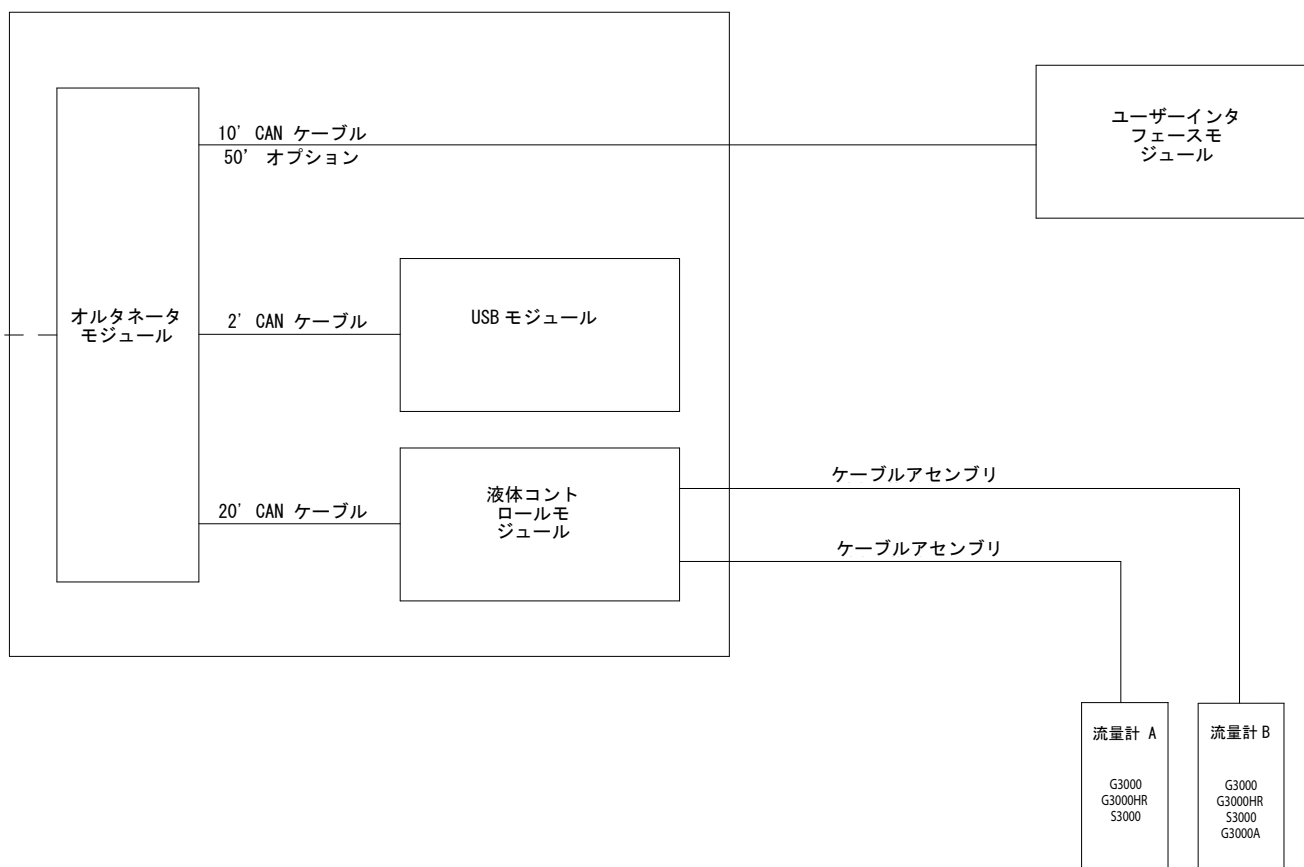 10' CAN ケーブル
50' オプション
ユーザーインタ
フェースモ
ジュール
オルタネータ
モジュール
2' CAN ケーブル
USB モジュール
20' CAN ケーブル
液体コント
ロールモ
ジュール
ケーブルアセンブリ
ケーブルアセンブリ
流量計 A
G3000
G3000HR
S3000
流量計 B
G3000
G3000HR
S3000
G3000A